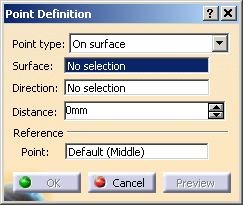 Point Definition
Point type: On surface
Surface: No selection
Direction: No selection
Distance: 0mm
Reference
Point: Default (Middle)
OK Cancel Preview